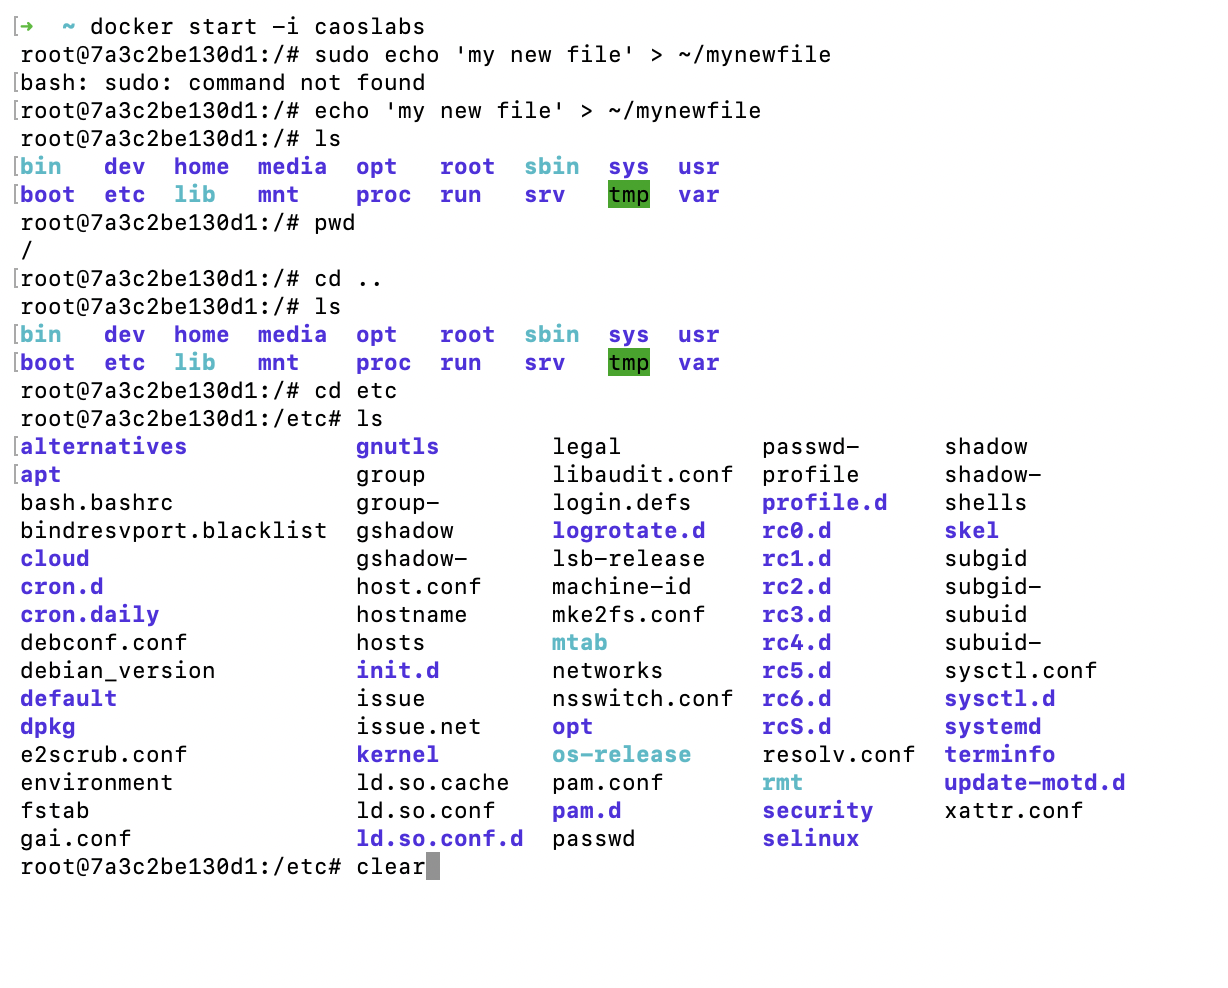 [➜  ~ docker start -i caoslabs
root@7a3c2be130d1:/# sudo echo 'my new file' > ~/mynewfile
[bash: sudo: command not found
[root@7a3c2be130d1:/# echo 'my new file' > ~/mynewfile
root@7a3c2be130d1:/# ls
[bin   dev  home  media  opt   root  sbin  sys  usr
[boot  etc  lib   mnt    proc  run   srv   tmp  var
root@7a3c2be130d1:/# pwd
/
[root@7a3c2be130d1:/# cd ..
root@7a3c2be130d1:/# ls
[bin   dev  home  media  opt   root  sbin  sys  usr
[boot  etc  lib   mnt    proc  run   srv   tmp  var
root@7a3c2be130d1:/# cd etc
root@7a3c2be130d1:/etc# ls
[alternatives            gnutls        legal          passwd-      shadow
[apt                     group         libaudit.conf  profile      shadow-
bash.bashrc             group-        login.defs     profile.d    shells
bindresvport.blacklist  gshadow       logrotate.d    rc0.d        skel
cloud                   gshadow-      lsb-release    rc1.d        subgid
cron.d                  host.conf     machine-id     rc2.d        subgid-
cron.daily              hostname      mke2fs.conf    rc3.d        subuid
debconf.conf            hosts         mtab           rc4.d        subuid-
debian_version          init.d        networks       rc5.d        sysctl.conf
default                 issue         nsswitch.conf  rc6.d        sysctl.d
dpkg                    issue.net     opt            rcS.d        systemd
e2scrub.conf            kernel        os-release     resolv.conf  terminfo
environment             ld.so.cache   pam.conf       rmt          update-motd.d
fstab                   ld.so.conf    pam.d          security     xattr.conf
gai.conf                ld.so.conf.d  passwd         selinux
root@7a3c2be130d1:/etc# clear